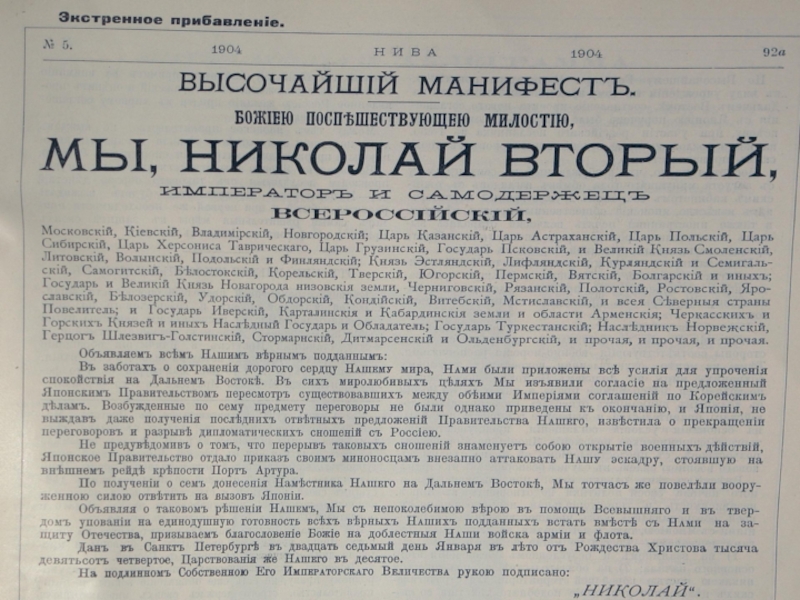 Экстренное прибавленіе.
№ 5. 1904 НИВА 1904 92а
ВЫСОЧАЙШІЙ МАНИФЕСТЪ.
БОЖІЕЮ ПОСПѢШЕСТВУЮЩЕЮ МИЛОСТІЮ,
МЫ, НИКОЛАЙ ВТОРЫЙ,
ИМПЕРАТОРЪ И САМОДЕРЖЕЦЪ
ВСЕРОССІЙСКІЙ,
Московскій, Кіевскій, Владимірскій, Новгородскій; Царь Казанскій, Царь Астраханскій, Царь Польскій, Царь
Сибирскій, Царь Херсониса Таврическаго, Царь Грузинскій, Государь Псковскій, и Великій Князь Смоленскій,
Литовскій, Волынскій, Подольскій и Финляндскій; Князь Эстляндскій, Лифляндскій, Курляндскій и Семигаль-
скій, Самогитскій, Бѣлостокскій, Корельскій, Тверской, Югорскій, Пермскій, Вятскій, Болгарскій и иныхъ;
Государь и Великій Князь Новагорода низовскія земли, Черниговскій, Рязанскій, Полотскій, Ростовскій, Яро-
славскій, Бѣлозерскій, Удорскій, Обдорскій, Кондійскій, Витебскій, Мстиславскій, и всея Сѣверныя страны
Повелитель; и Государь Иверскій, Карталинскія и Кабардинскія земли и области Арменскія; Черкасскихъ и
Горскихъ Князей и иныхъ Наслѣдный Государь и Обладатель; Государь Туркестанскій; Наслѣдникъ Норвежскій,
Герцогъ Шлезвигъ-Голстинскій, Стормарнскій, Дитмарсенскій и Ольденбургскій, и прочая, и прочая, и прочая.
Объявляемъ всѣмъ Нашимъ вѣрнымъ подданнымъ:
Въ заботахъ о сохраненіи дорогого сердцу Нашему мира, Нами были приложены всѣ усилія для упроченія
спокойствія на Дальнемъ Востокѣ. Въ сихъ миролюбивыхъ цѣляхъ Мы изъявили согласіе на предложенный
Японскимъ Правительствомъ пересмотръ существовавшихъ между обѣими Имперіями соглашеній по Корейскимъ
дѣламъ. Возбужденные по сему предмету переговоры не были однако приведены къ окончанію, и Японія, не
выждавъ даже полученія послѣднихъ отвѣтныхъ предложеній Правительства Нашего, извѣстила о прекращеніи
переговоровъ и разрывѣ дипломатическихъ сношеній съ Россіею.
Не предувѣдомивъ о томъ, что перерывъ таковыхъ сношеній знаменуетъ собою открытіе военныхъ дѣйствій,
Японское Правительство отдало приказъ своимъ миноносцамъ внезапно аттаковать Нашу эскадру, стоявшую на
внѣшнемъ рейдѣ крѣпости Портъ Артура.
По полученіи о семъ донесенія Намѣстника Нашего на Дальнемъ Востокѣ, Мы тотчасъ же повелѣли воору-
женною силою отвѣтить на вызовъ Японіи.
Объявляя о таковомъ рѣшеніи Нашемъ, Мы съ непоколебимою вѣрою въ помощь Всевышняго и въ твер-
домъ упованіи на единодушную готовность всѣхъ вѣрныхъ Нашихъ подданныхъ встать вмѣстѣ съ Нами на за-
щиту Отечества, призываемъ благословеніе Божіе на доблестныя Наши войска арміи и флота.
Данъ въ Санктъ Петербургѣ въ двадцать седьмый день Января въ лѣто отъ Рождества Христова тысяча
девятьсотъ четвертое, Царствованія же Нашего въ десятое.
На подлинномъ Собственною Его Императорскаго Величества рукою подписано:
„НИКОЛАЙ“.